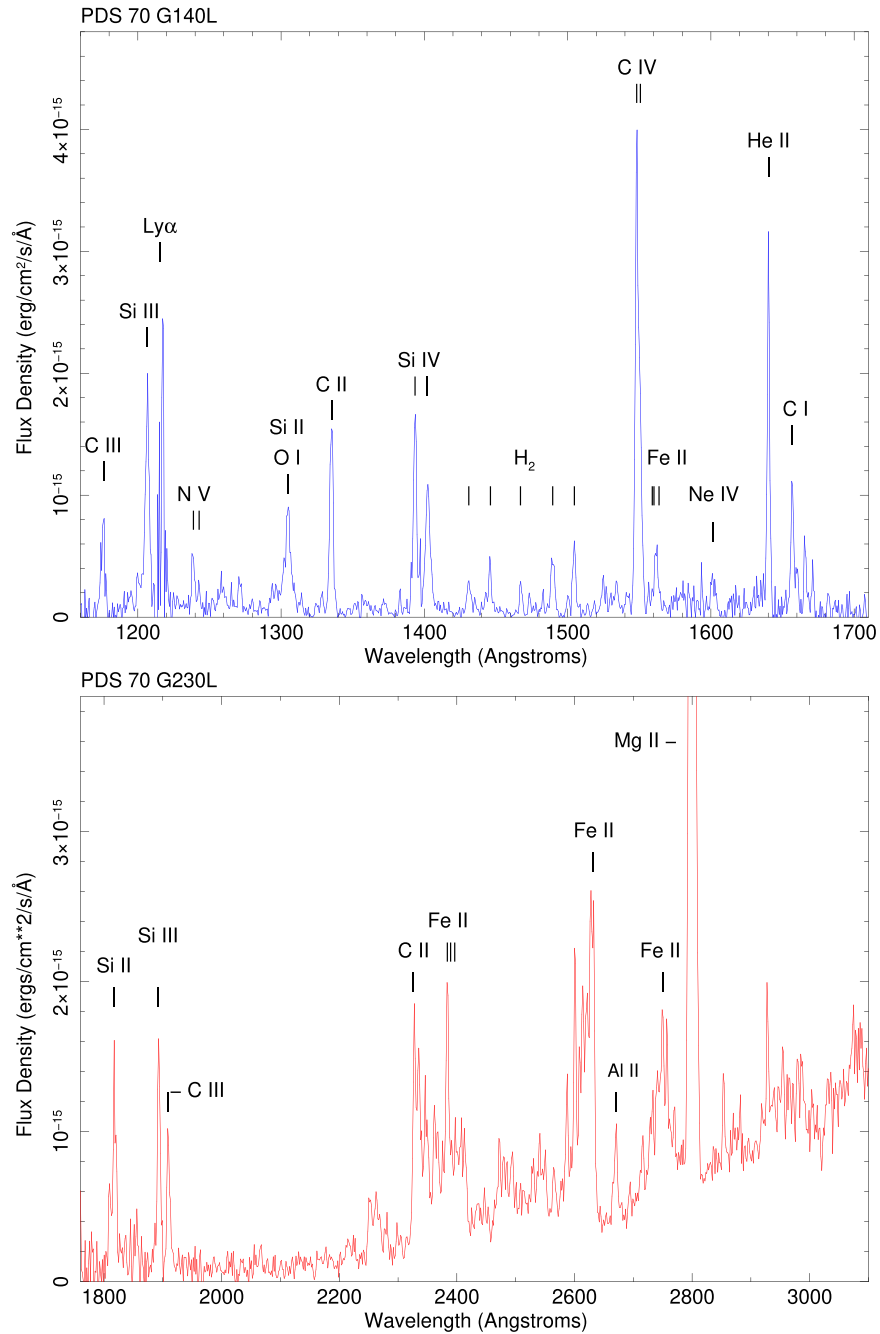 PDS 70 G140L
C IV
4×10⁻¹⁵
He II
Lyα
3×10⁻¹⁵
Si III
C II
Si IV
2×10⁻¹⁵
Si II
C I
C III
O I
H₂
Fe II
N V
Ne IV
10⁻¹⁵
0
Flux Density (erg/cm²/s/Å)
1200 1300 1400 1500 1600 1700
Wavelength (Angstroms)
PDS 70 G230L
Mg II –
3×10⁻¹⁵
Fe II
Si III
Fe II
Si II
C II
Fe II
2×10⁻¹⁵
Al II
– C III
10⁻¹⁵
0
Flux Density (ergs/cm**2/s/Å)
1800 2000 2200 2400 2600 2800 3000
Wavelength (Angstroms)